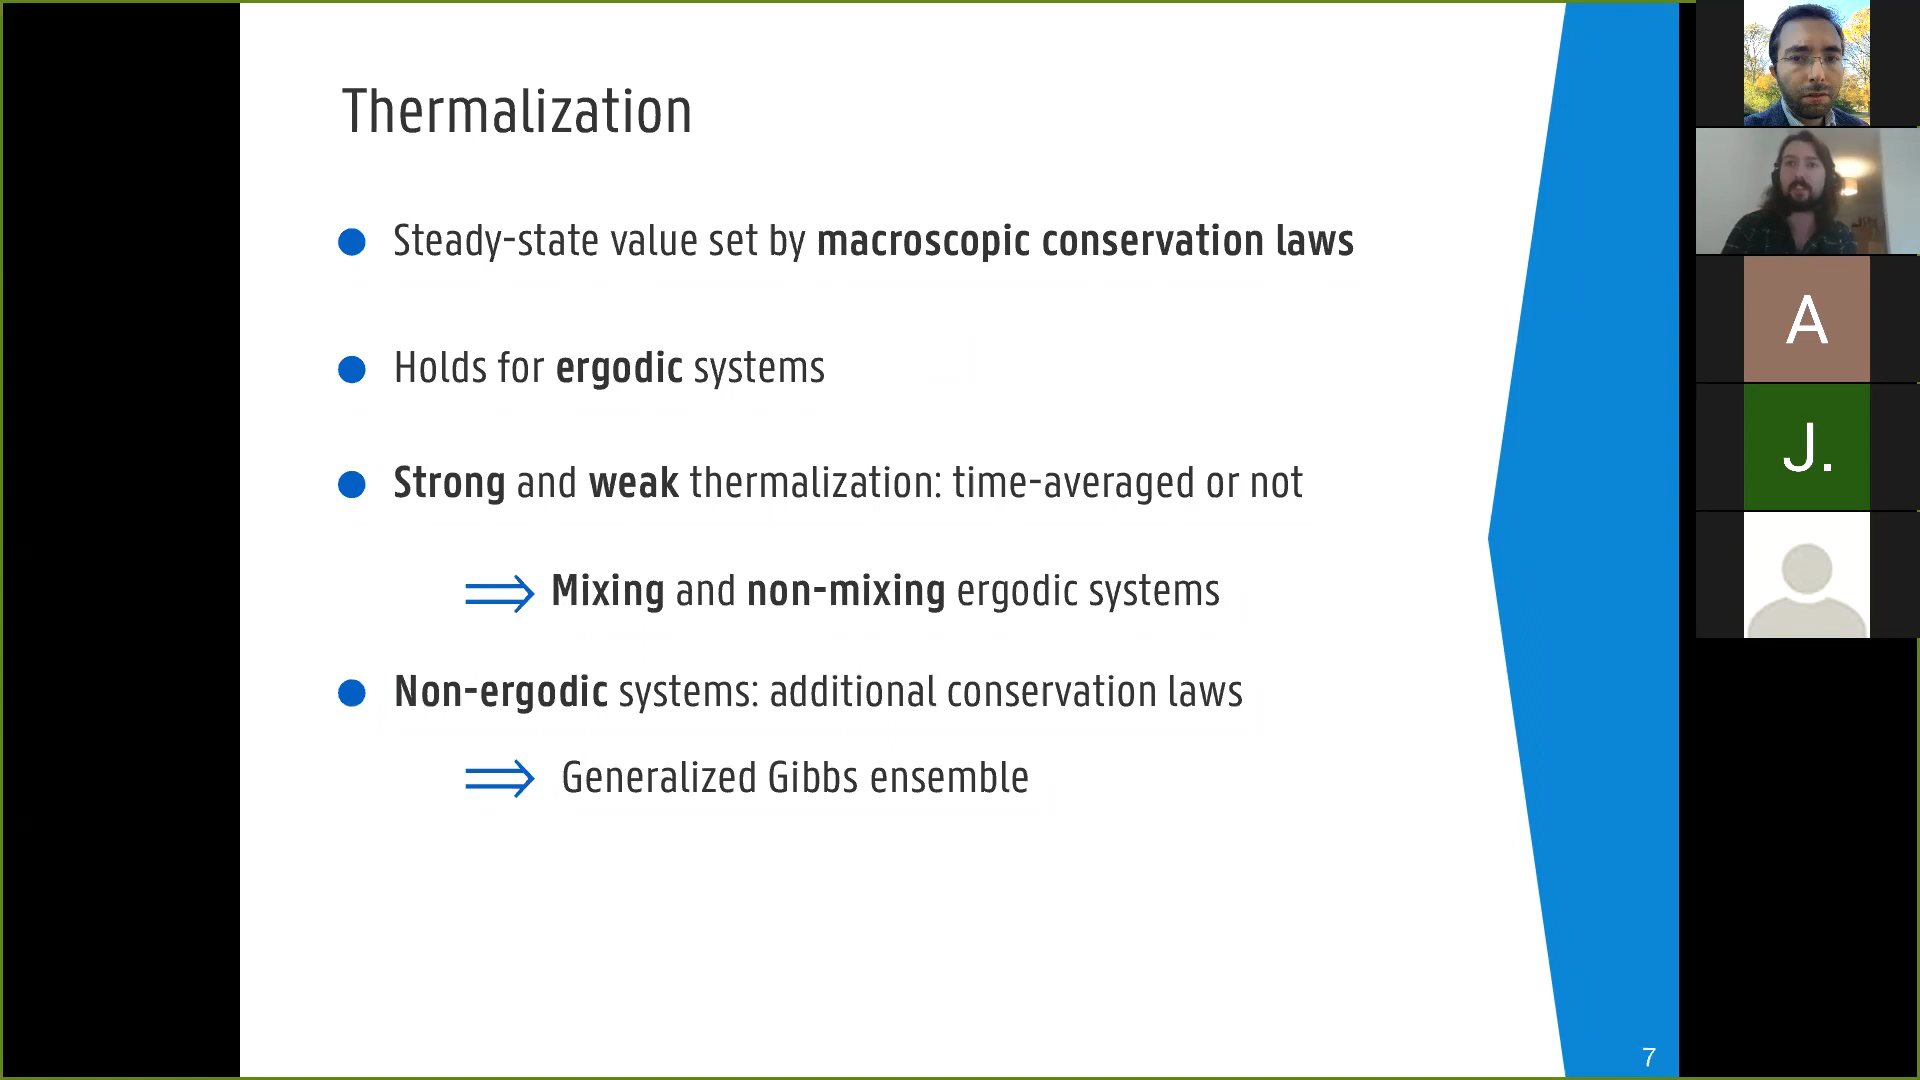 Thermalization
Steady-state value set by macroscopic conservation laws
Holds for ergodic systems
Strong and weak thermalization: time-averaged or not
Mixing and non-mixing ergodic systems
Non-ergodic systems: additional conservation laws
Generalized Gibbs ensemble
7
A
J.